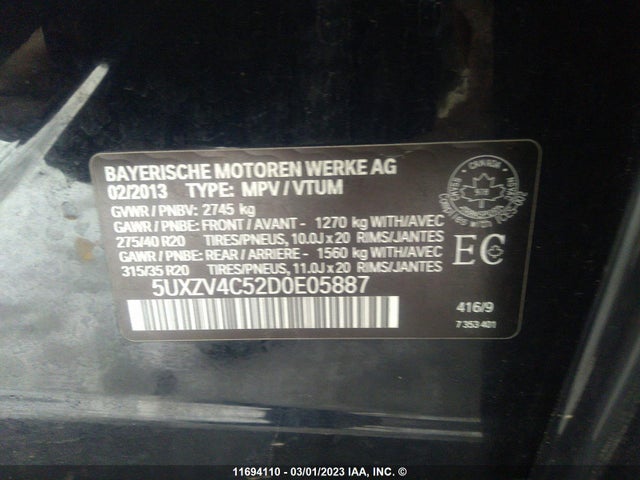 BAYERISCHE MOTOREN WERKE AG
02/2013 TYPE: MPV / VTUM
GVWR / PNBV: 2745 kg
GAWR / PNBE: FRONT / AVANT - 1270 kg WITH/AVEC
275/40 R20 TIRES/PNEUS, 10.0J x 20 RIMS/JANTES
GAWR / PNBE: REAR / ARRIERE - 1560 kg WITH/AVEC
315/35 R20 TIRES/PNEUS, 11.0J x 20 RIMS/JANTES
5UXZV4C52D0E05887
CANADA
EC
416/9
7 353 401
11694110 - 03/01/2023 IAA, INC. ©